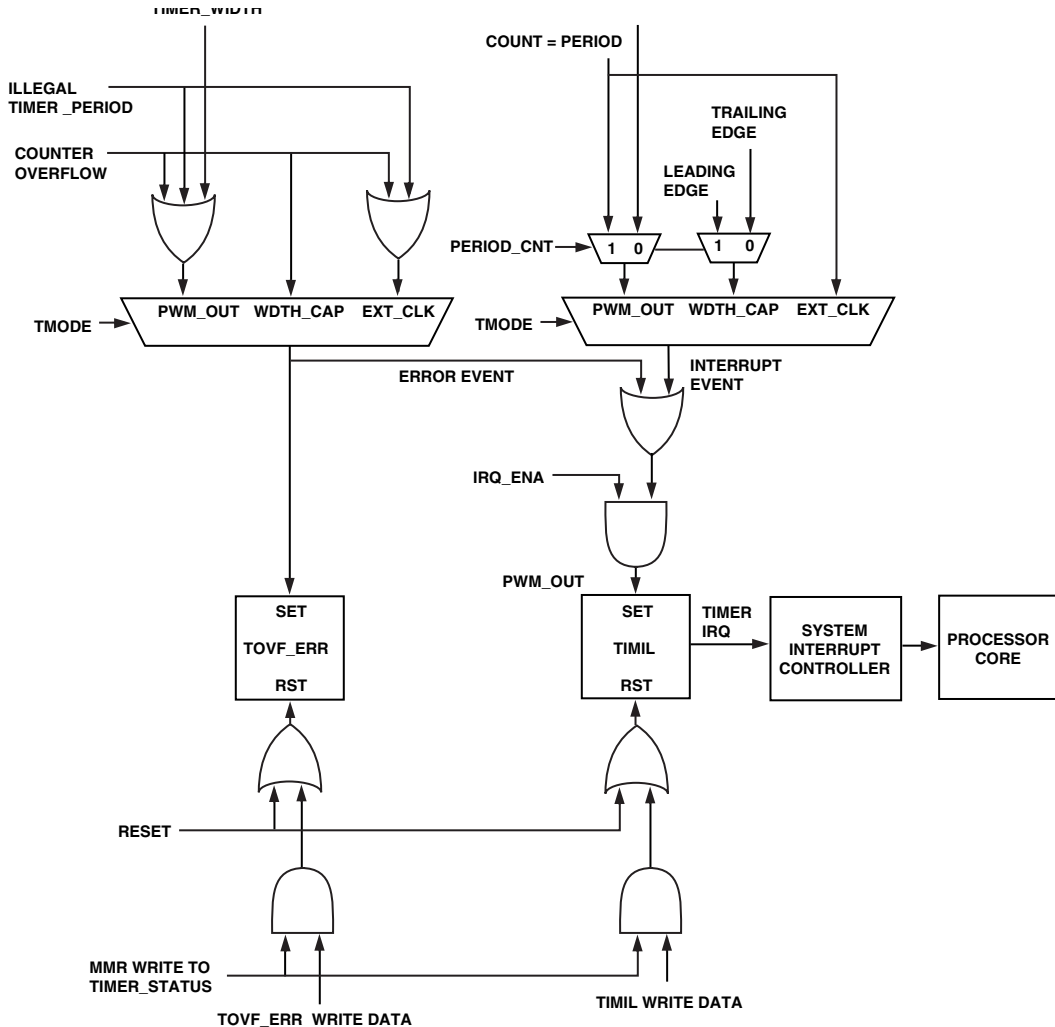 TIMER_WIDTH
COUNT = PERIOD
ILLEGAL
TIMER _PERIOD
TRAILING
EDGE
COUNTER
OVERFLOW
LEADING
EDGE
PERIOD_CNT
1 0
1 0
TMODE
PWM_OUT WDTH_CAP EXT_CLK
TMODE
PWM_OUT WDTH_CAP EXT_CLK
ERROR EVENT
INTERRUPT
EVENT
IRQ_ENA
PWM_OUT
SET
TOVF_ERR
RST
SET
TIMIL
RST
TIMER
IRQ
SYSTEM
INTERRUPT
CONTROLLER
PROCESSOR
CORE
RESET
MMR WRITE TO
TIMER_STATUS
TOVF_ERR WRITE DATA
TIMIL WRITE DATA